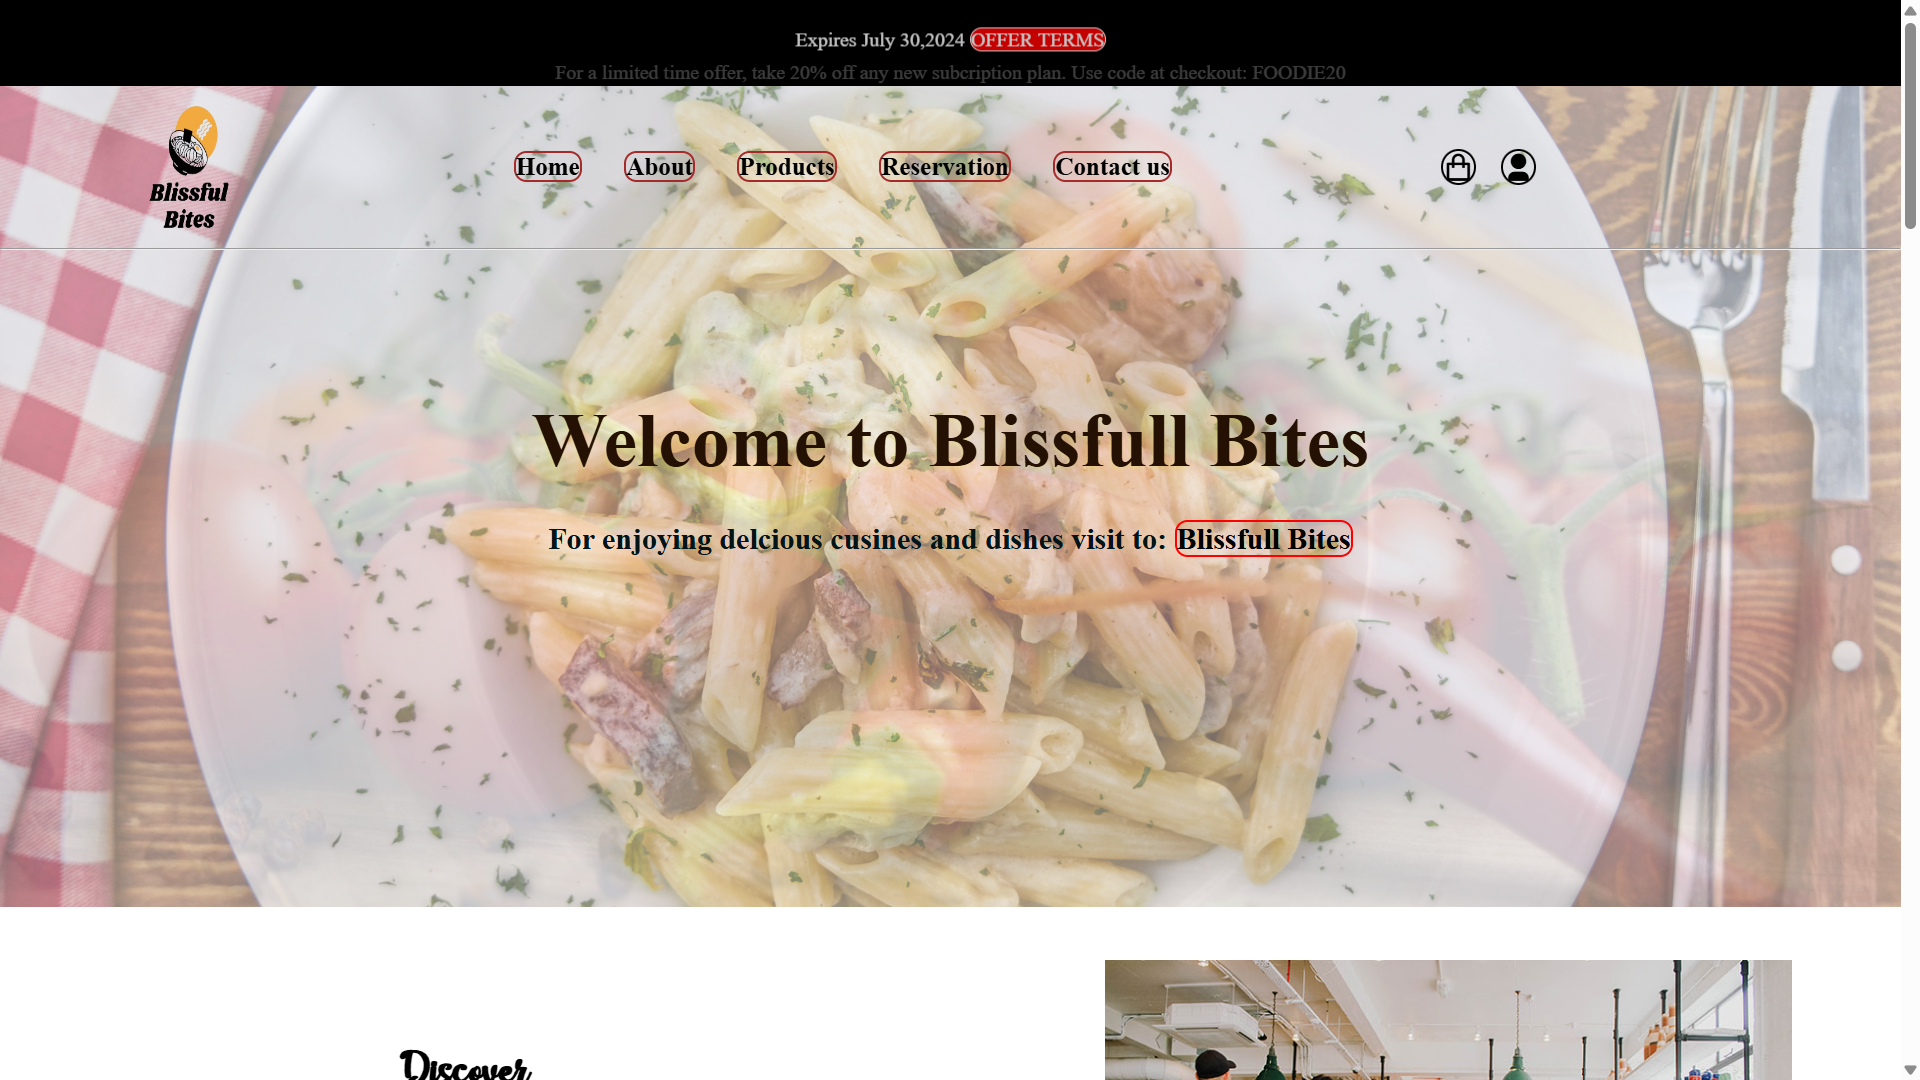 Expires July 30,2024 OFFER TERMS
For a limited time offer, take 20% off any new subcription plan. Use code at checkout: FOODIE20
Blissful
Bites
Home About Products Reservation Contact us
Welcome to Blissfull Bites
For enjoying delcious cusines and dishes visit to: Blissfull Bites
Discover